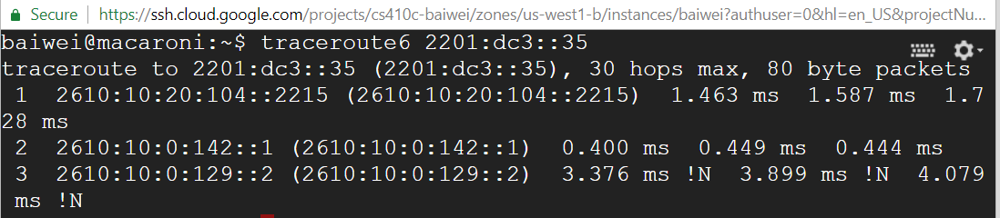 Secure https://ssh.cloud.google.com/projects/cs410c-baiwei/zones/us-west1-b/instances/baiwei?authuser=0&hl=en_US&projectNu...
baiwei@macaroni:~$ traceroute6 2201:dc3::35
traceroute to 2201:dc3::35 (2201:dc3::35), 30 hops max, 80 byte packets
 1  2610:10:20:104::2215 (2610:10:20:104::2215)  1.463 ms  1.587 ms  1.7
28 ms
 2  2610:10:0:142::1 (2610:10:0:142::1)  0.400 ms  0.449 ms  0.444 ms
 3  2610:10:0:129::2 (2610:10:0:129::2)  3.376 ms !N  3.899 ms !N  4.079
 ms !N